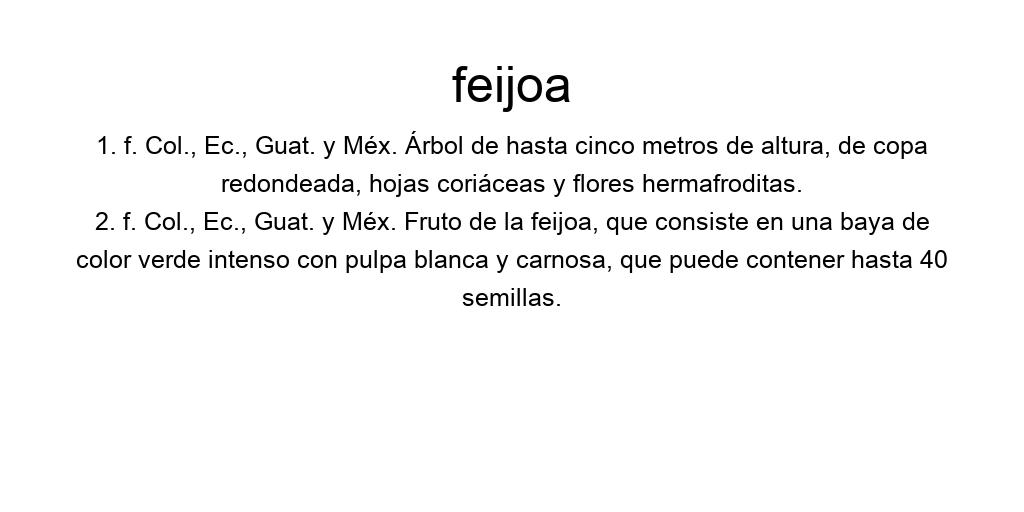 feijoa
1. f. Col., Ec., Guat. y Méx. Árbol de hasta cinco metros de altura, de copa
redondeada, hojas coriáceas y flores hermafroditas.
2. f. Col., Ec., Guat. y Méx. Fruto de la feijoa, que consiste en una baya de
color verde intenso con pulpa blanca y carnosa, que puede contener hasta 40
semillas.